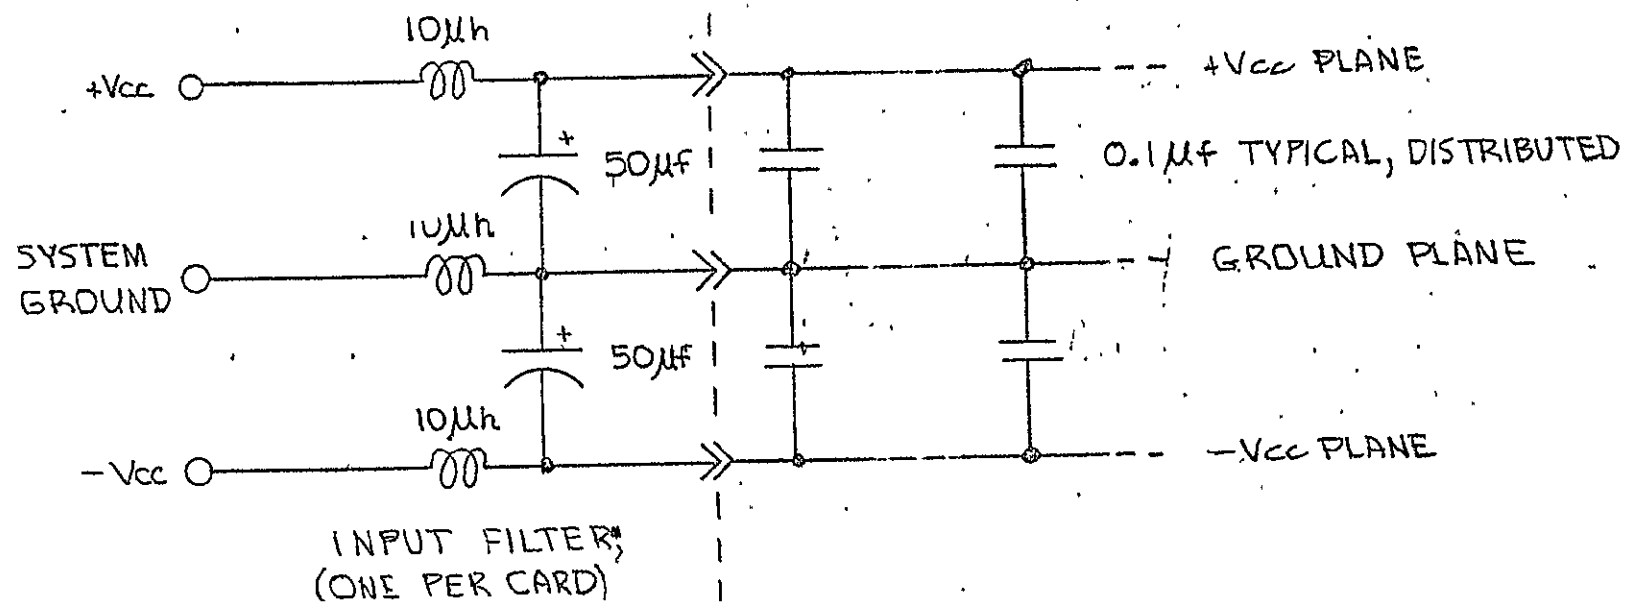 10µh
+Vcc
+Vcc PLANE
+
50µf
0.1µf TYPICAL, DISTRIBUTED
10µh
SYSTEM
GROUND
GROUND PLANE
+
50µf
10µh
-Vcc
-Vcc PLANE
INPUT FILTER*,
(ONE PER CARD)